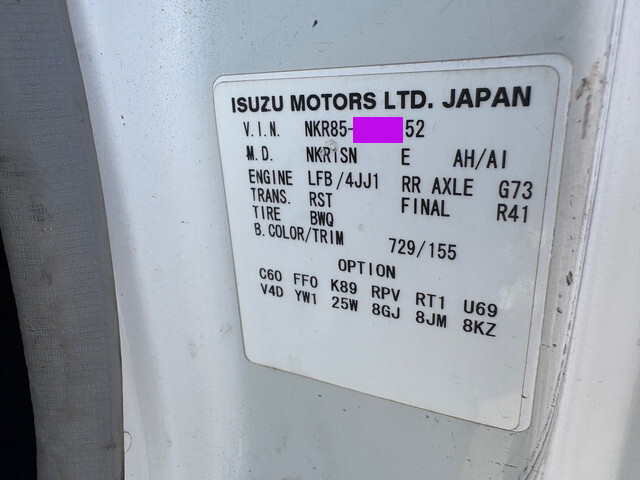 ISUZU MOTORS LTD. JAPAN
V.I.N. NKR85- 52
M.D. NKR1SN E AH/AI
ENGINE LFB/4JJ1 RR AXLE G73
TRANS. RST FINAL R41
TIRE BWQ
B.COLOR/TRIM 729/155
OPTION
C60 FF0 K89 RPV RT1 U69
V4D YW1 25W 8GJ 8JM 8KZ